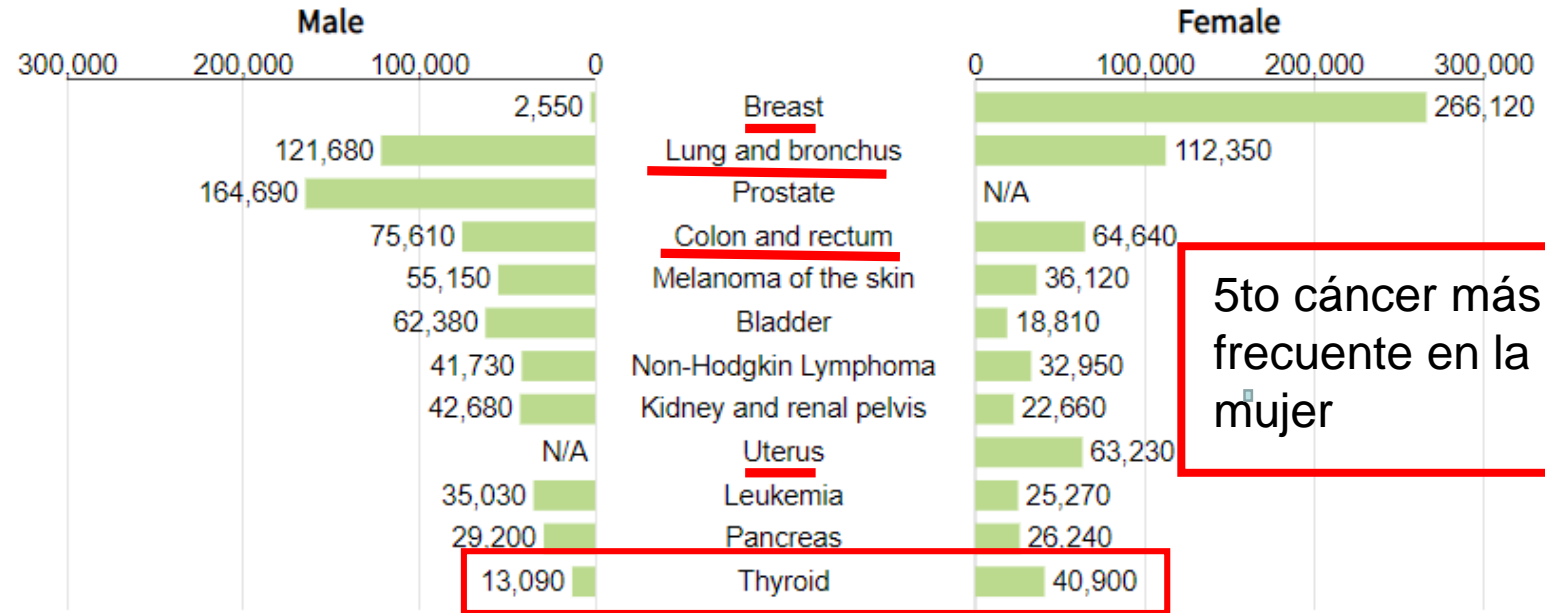 Male Female
300,000 200,000 100,000 0 0 100,000 200,000 300,000
2,550 Breast 266,120
121,680 Lung and bronchus 112,350
164,690 Prostate N/A
75,610 Colon and rectum 64,640
55,150 Melanoma of the skin 36,120
62,380 Bladder 18,810
41,730 Non-Hodgkin Lymphoma 32,950
42,680 Kidney and renal pelvis 22,660
N/A Uterus 63,230
35,030 Leukemia 25,270
29,200 Pancreas 26,240
13,090 Thyroid 40,900
5to cáncer más
frecuente en la
mujer